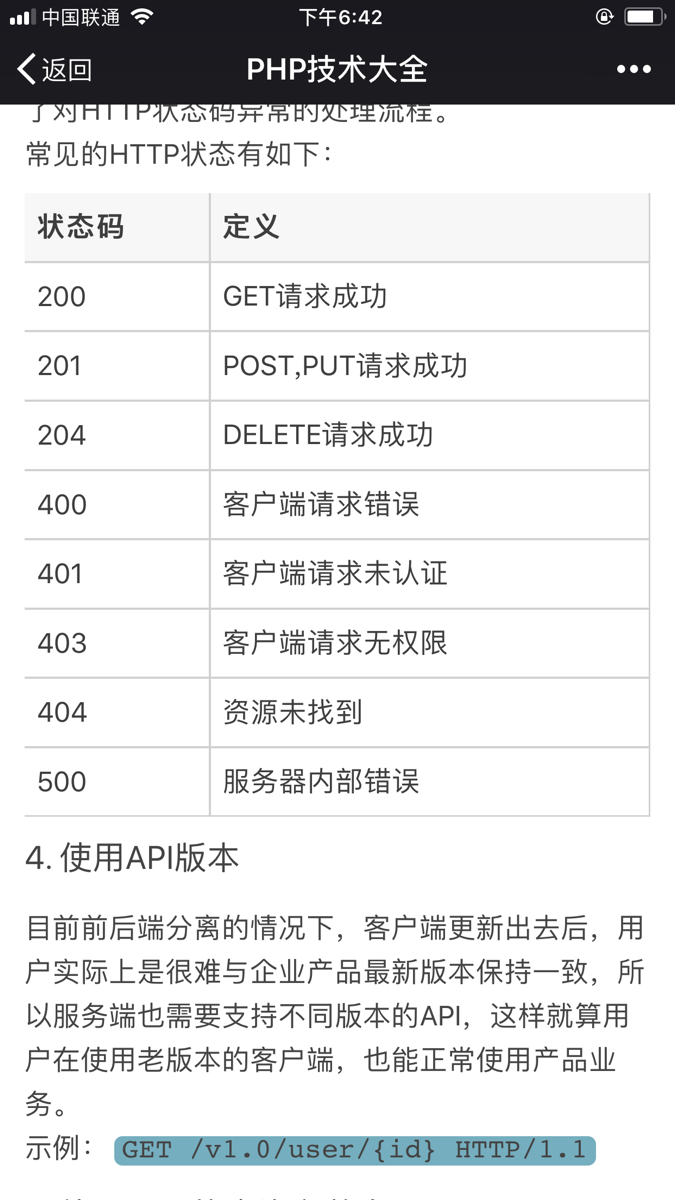 中国联通 下午6:42
返回 PHP技术大全
了对HTTP状态码异常的处理流程。
常见的HTTP状态有如下：
状态码 定义
200 GET请求成功
201 POST,PUT请求成功
204 DELETE请求成功
400 客户端请求错误
401 客户端请求未认证
403 客户端请求无权限
404 资源未找到
500 服务器内部错误
4. 使用API版本
目前前后端分离的情况下，客户端更新出去后，用
户实际上是很难与企业产品最新版本保持一致，所
以服务端也需要支持不同版本的API，这样就算用
户在使用老版本的客户端，也能正常使用产品业
务。
示例： GET /v1.0/user/{id} HTTP/1.1